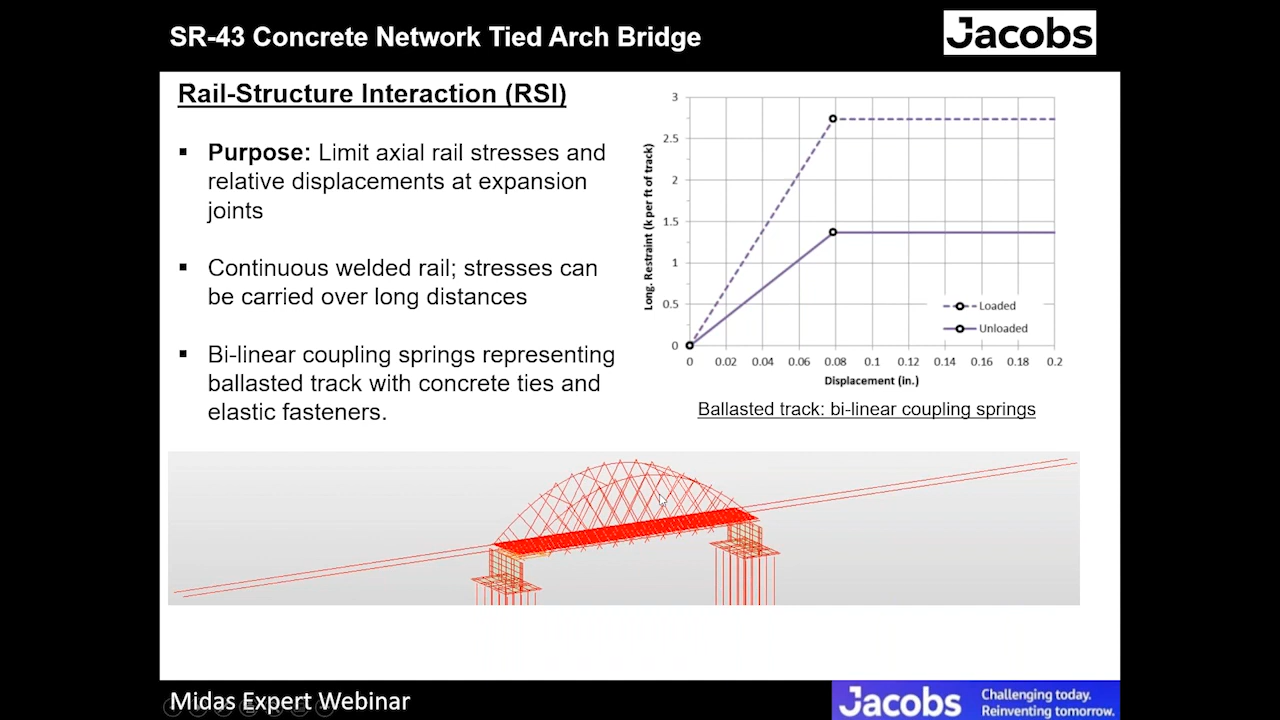 SR-43 Concrete Network Tied Arch Bridge
Jacobs
Rail-Structure Interaction (RSI)
▪ Purpose: Limit axial rail stresses and
relative displacements at expansion
joints
▪ Continuous welded rail; stresses can
be carried over long distances
▪ Bi-linear coupling springs representing
ballasted track with concrete ties and
elastic fasteners.
Long. Restraint (k per ft of track)
3
2.5
2
1.5
1
0.5
0
0 0.02 0.04 0.06 0.08 0.1 0.12 0.14 0.16 0.18 0.2
Displacement (in.)
Loaded
Unloaded
Ballasted track: bi-linear coupling springs
Midas Expert Webinar
Jacobs
Challenging today.
Reinventing tomorrow.